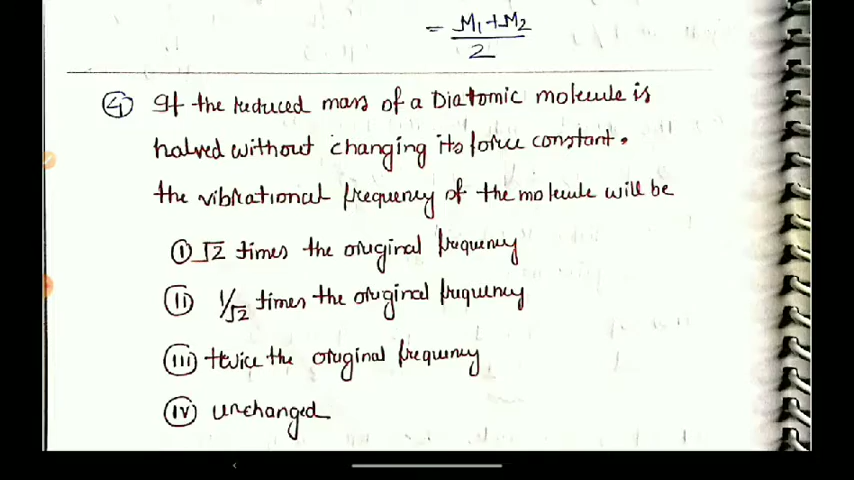 = M₁+M₂
2
④ If the reduced mass of a Diatomic molecule is
halved without changing its force constant.
the vibrational frequency of the molecule will be
ⓘ √2 times the original frequency
ⓘⓘ 1/√2 times the original frequency
ⓘⓘⓘ twice the original frequency
ⓘⓥ unchanged